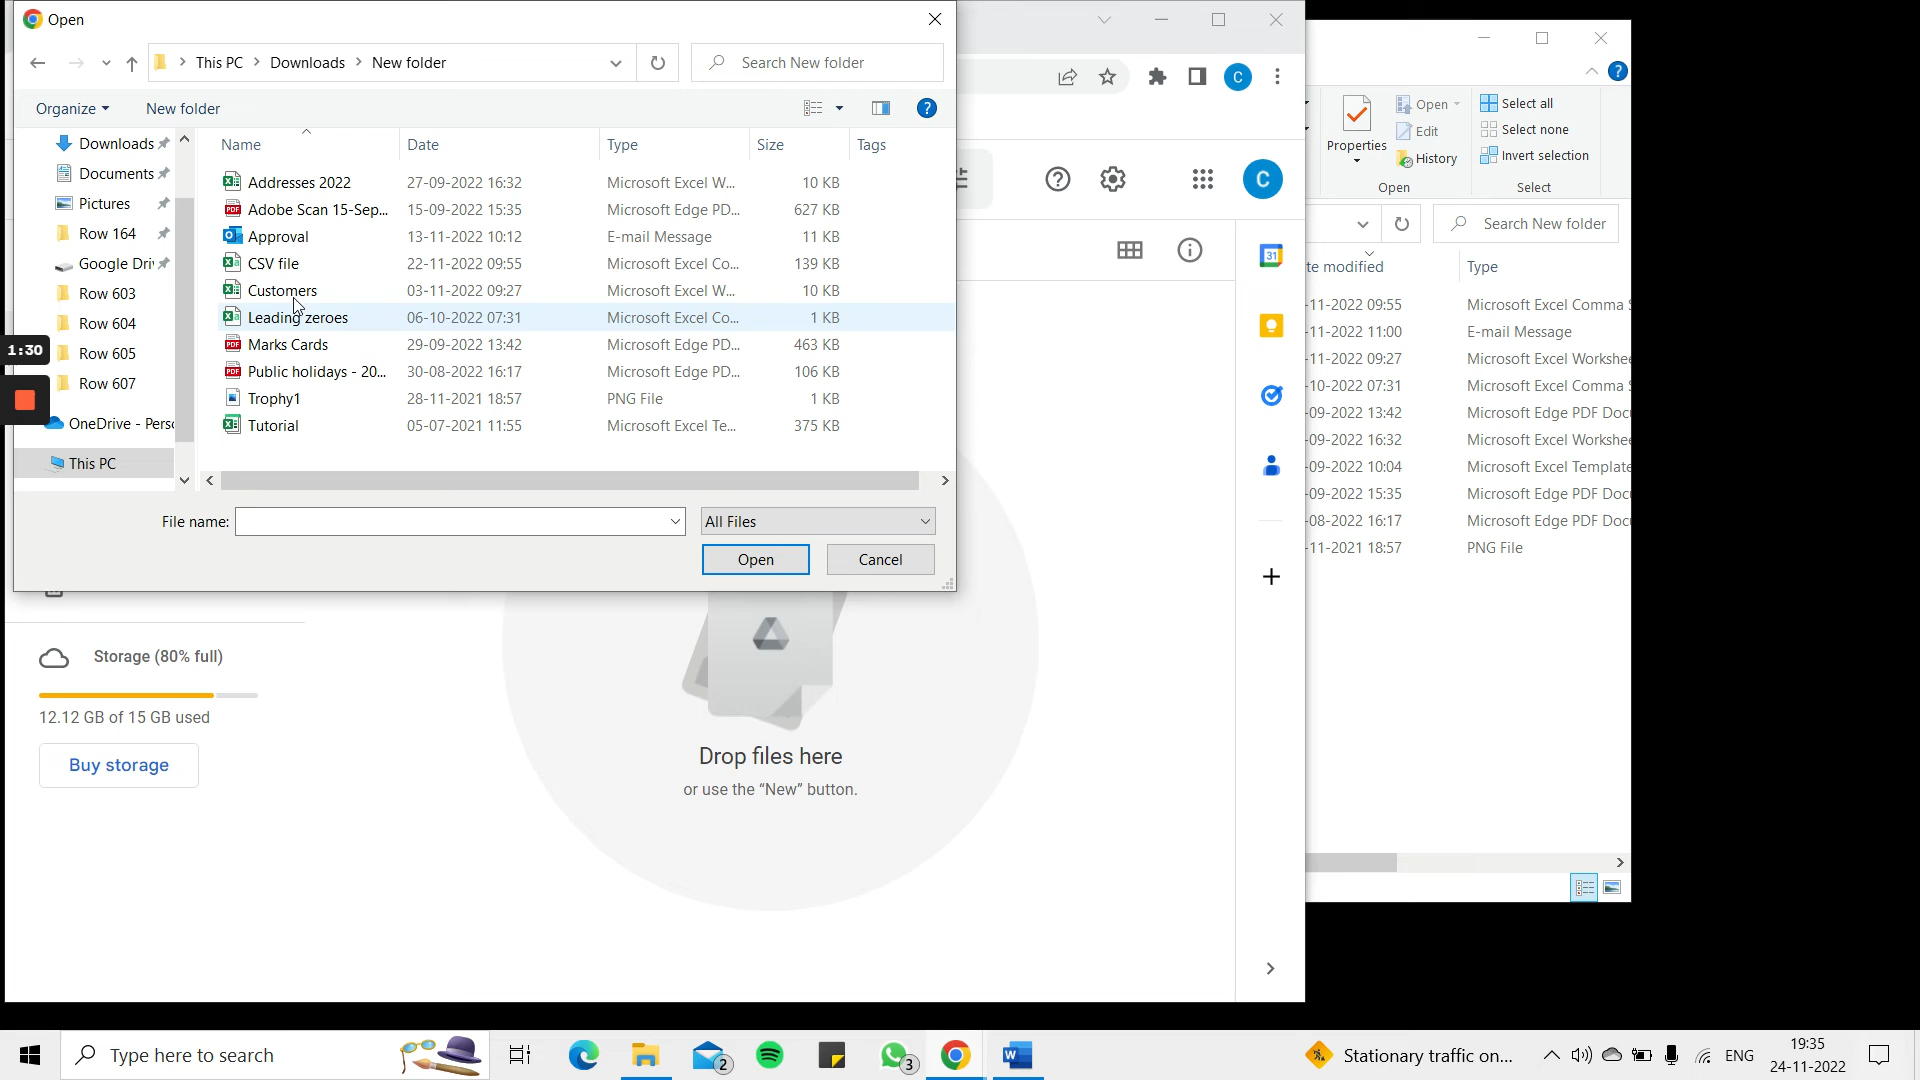 Open
This PC > Downloads > New folder
Search New folder
Organize
New folder
Name Date Type Size Tags
Downloads
Documents
Pictures
Row 164
Google Dri
Row 603
Row 604
Row 605
Row 607
OneDrive - Pers
This PC
Addresses 2022 27-09-2022 16:32 Microsoft Excel W... 10 KB
Adobe Scan 15-Sep... 15-09-2022 15:35 Microsoft Edge PD... 627 KB
Approval 13-11-2022 10:12 E-mail Message 11 KB
CSV file 22-11-2022 09:55 Microsoft Excel Co... 139 KB
Customers 03-11-2022 09:27 Microsoft Excel W... 10 KB
Leading zeroes 06-10-2022 07:31 Microsoft Excel Co... 1 KB
Marks Cards 29-09-2022 13:42 Microsoft Edge PD... 463 KB
Public holidays - 20... 30-08-2022 16:17 Microsoft Edge PD... 106 KB
Trophy1 28-11-2021 18:57 PNG File 1 KB
Tutorial 05-07-2021 11:55 Microsoft Excel Te... 375 KB
1:30
File name:
All Files
Open Cancel
C
C
31
Storage (80% full)
12.12 GB of 15 GB used
Buy storage
Drop files here
or use the “New” button.
Properties
Open
Edit
History
Open
Select all
Select none
Invert selection
Select
Search New folder
te modified Type
-11-2022 09:55 Microsoft Excel Comma S
-11-2022 11:00 E-mail Message
-11-2022 09:27 Microsoft Excel Workshee
-10-2022 07:31 Microsoft Excel Comma S
-09-2022 13:42 Microsoft Edge PDF Docu
-09-2022 16:32 Microsoft Excel Workshee
-09-2022 10:04 Microsoft Excel Template
-09-2022 15:35 Microsoft Edge PDF Docu
-08-2022 16:17 Microsoft Edge PDF Docu
-11-2021 18:57 PNG File
Type here to search
2
3
Stationary traffic on...
ENG
19:35
24-11-2022